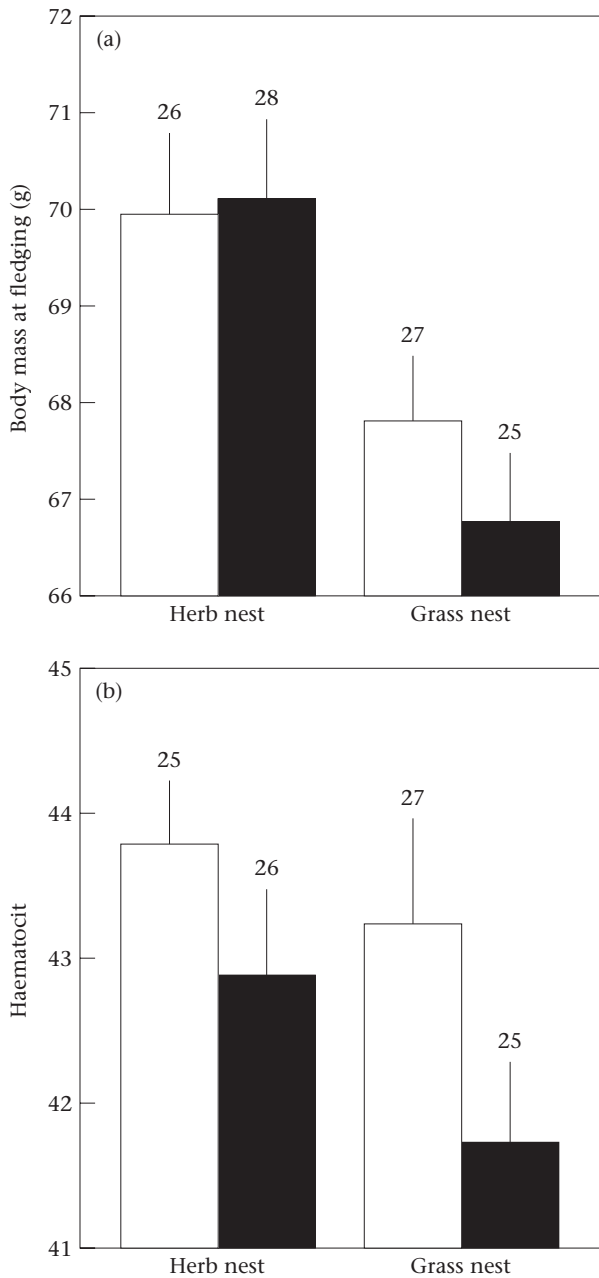 72
(a)
71
70
69
68
67
66
Body mass at fledging (g)
26
28
27
25
Herb nest
Grass nest
45
(b)
44
43
42
41
Haematocit
25
26
27
25
Herb nest
Grass nest